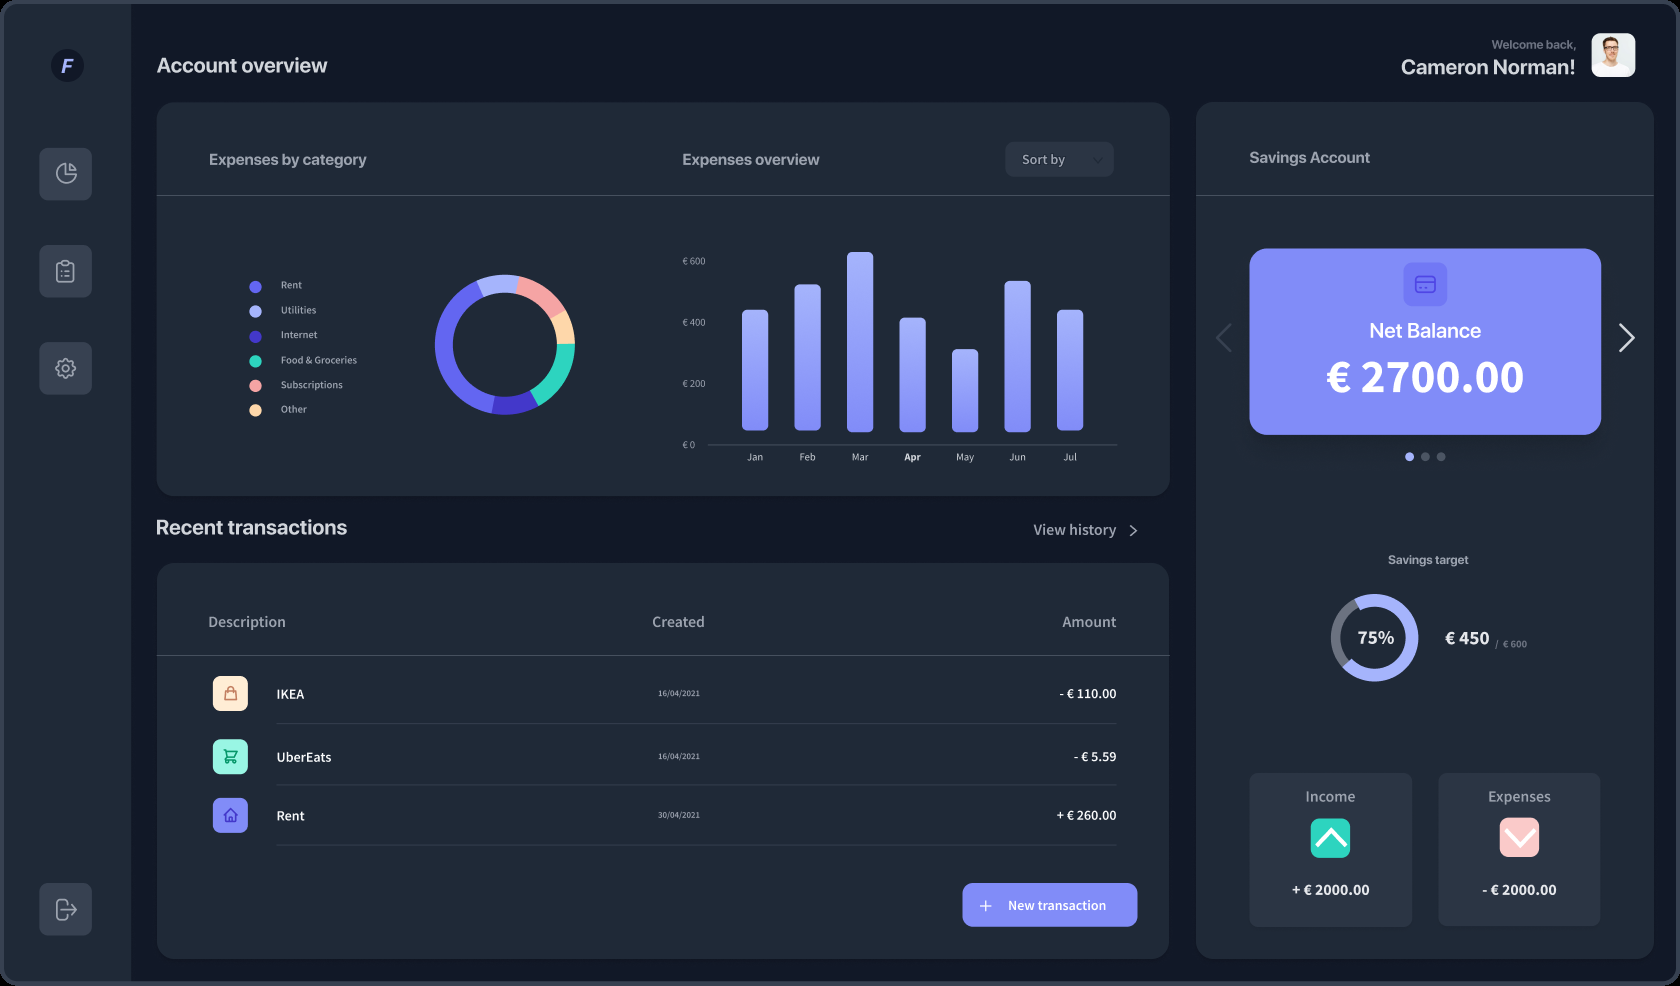 F
Account overview
Welcome back,
Cameron Norman!
Expenses by category
Expenses overview
Sort by
Rent
Utilities
Internet
Food & Groceries
Subscriptions
Other
€ 600
€ 400
€ 200
€ 0
Jan Feb Mar Apr May Jun Jul
Savings Account
Net Balance
€ 2700.00
Savings target
75%
€ 450 / € 600
Income
+ € 2000.00
Expenses
- € 2000.00
Recent transactions
View history
Description Created Amount
IKEA 16/04/2021 - € 110.00
UberEats 16/04/2021 - € 5.59
Rent 30/04/2021 + € 260.00
New transaction